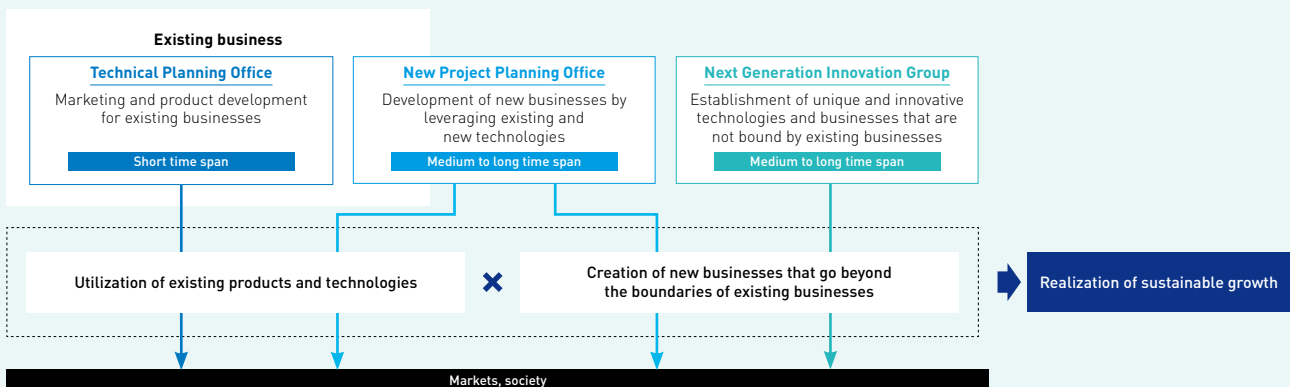 Existing business
Technical Planning Office
Marketing and product development
for existing businesses
Short time span
New Project Planning Office
Development of new businesses by
leveraging existing and
new technologies
Medium to long time span
Next Generation Innovation Group
Establishment of unique and innovative
technologies and businesses that are
not bound by existing businesses
Medium to long time span
Utilization of existing products and technologies
Creation of new businesses that go beyond
the boundaries of existing businesses
Realization of sustainable growth
Markets, society